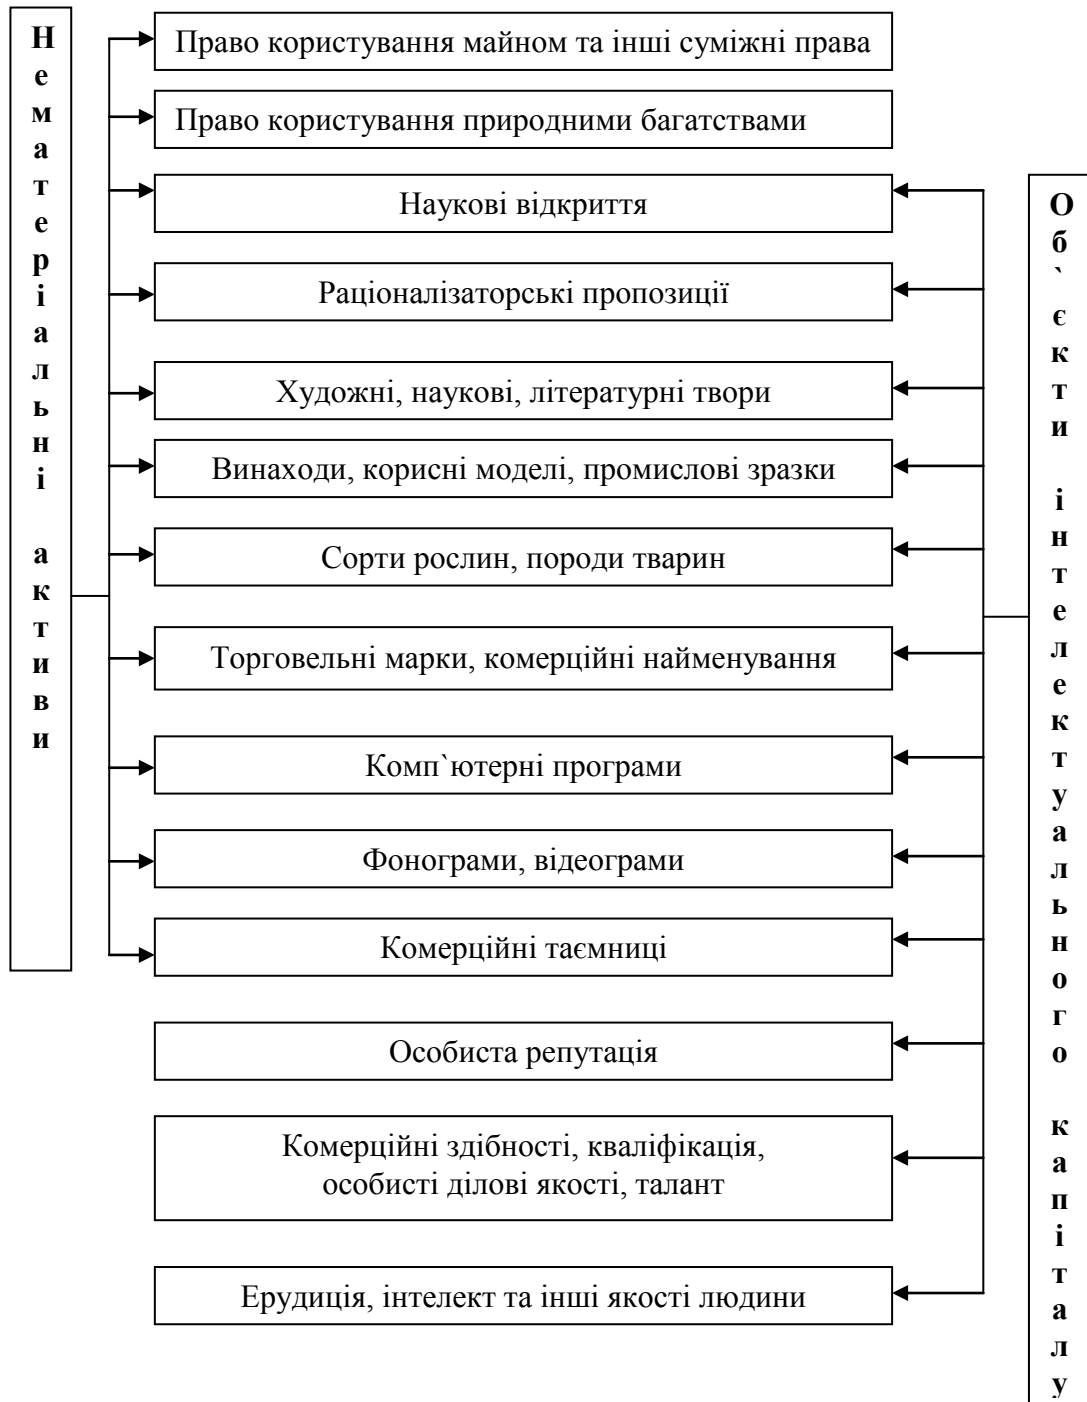 Нематеріальні активи
Право користування майном та інші суміжні права
Право користування природними багатствами
Наукові відкриття
Раціоналізаторські пропозиції
Художні, наукові, літературні твори
Винаходи, корисні моделі, промислові зразки
Сорти рослин, породи тварин
Торговельні марки, комерційні найменування
Комп`ютерні програми
Фонограми, відеограми
Комерційні таємниці
Особиста репутація
Комерційні здібності, кваліфікація,
особисті ділові якості, талант
Ерудиція, інтелект та інші якості людини
Об`єкти інтелектуального капіталу